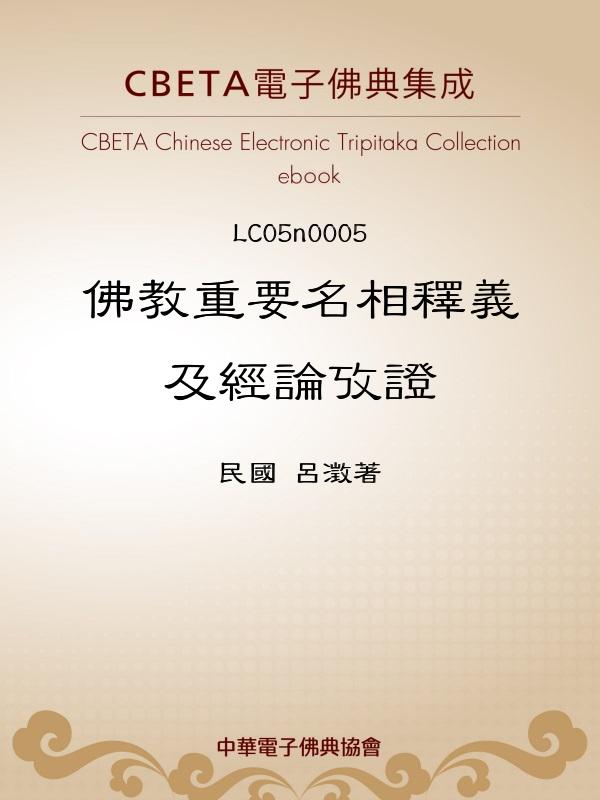 CBETA電子佛典集成
CBETA Chinese Electronic Tripitaka Collection
ebook
LC05n0005
佛教重要名相釋義
及經論攷證
民國 呂澂著
中華電子佛典協會